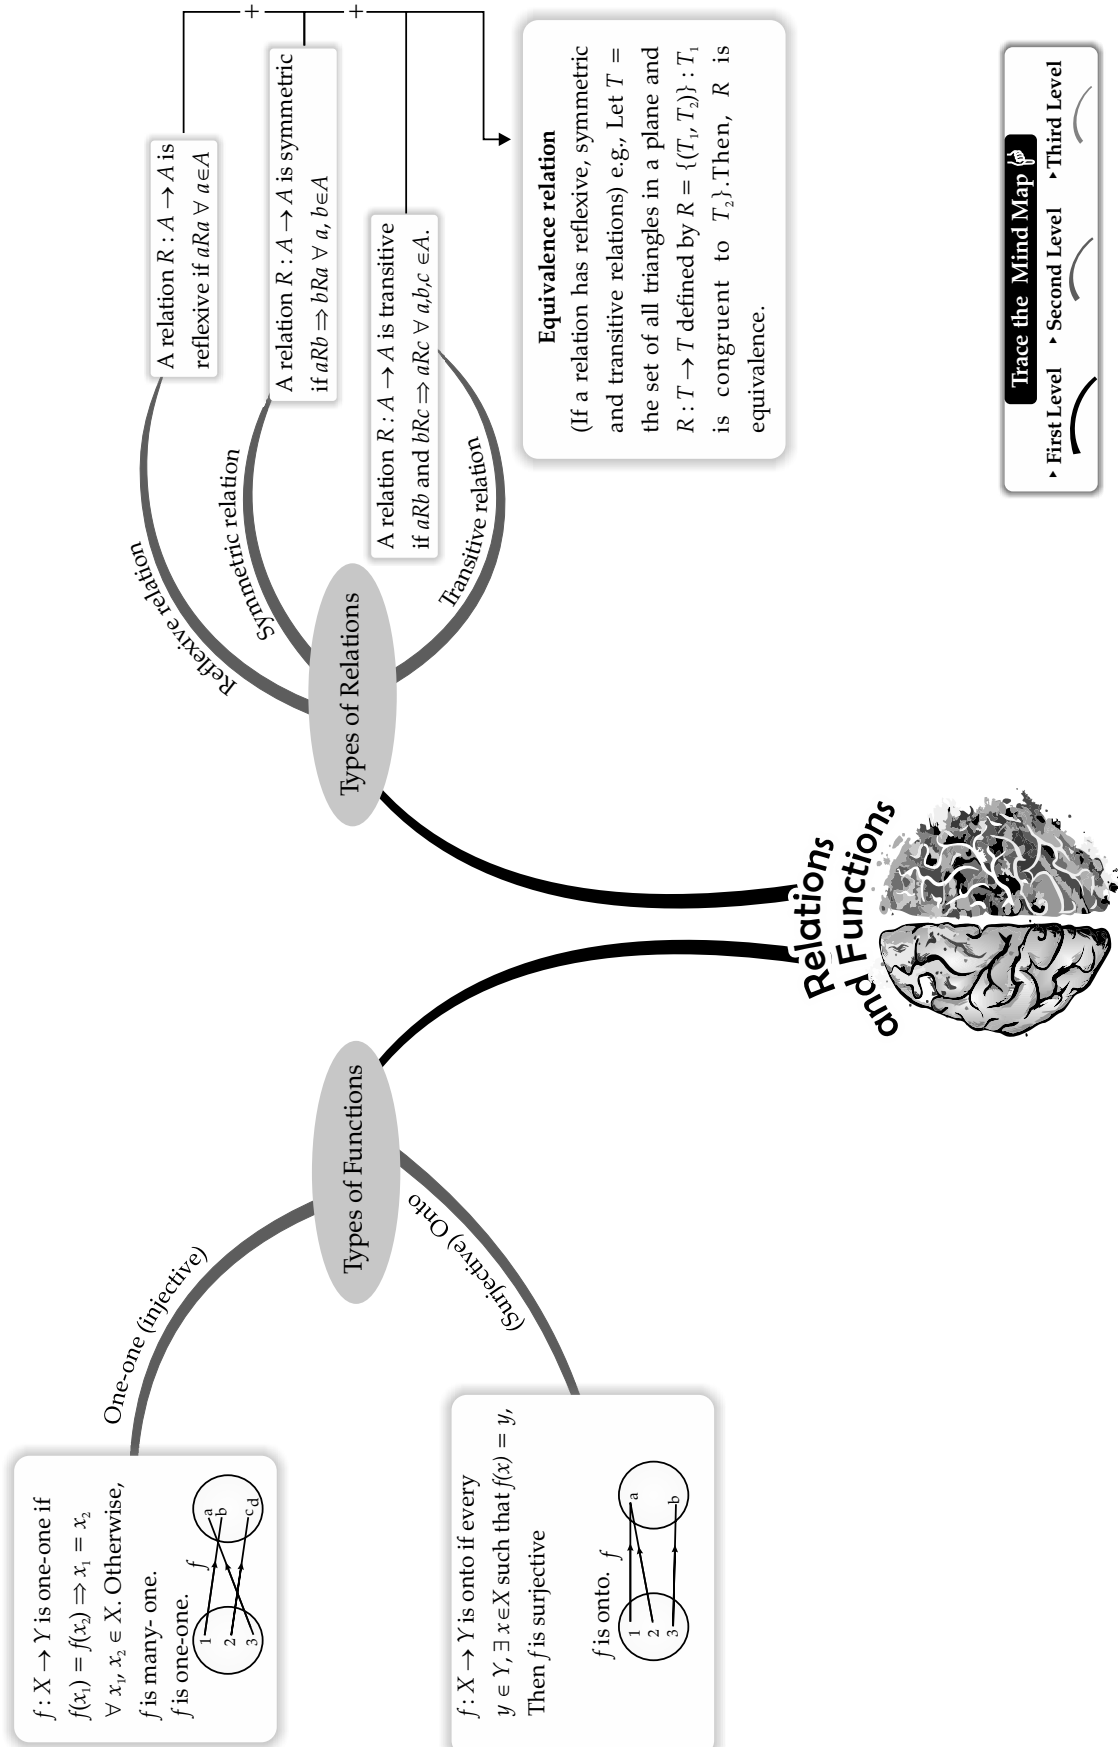 Relations
and Functions
Types of Functions
One-one (injective)
f : X → Y is one-one if
f(x₁) = f(x₂) ⇒ x₁ = x₂
∀ x₁, x₂ ∈ X. Otherwise,
f is many- one.
f is one-one.
f
1
2
3
a
b
c
d
(Surjective) Onto
f : X → Y is onto if every
y ∈ Y, ∃ x∈X such that f(x) = y,
Then f is surjective
f is onto.
f
1
2
3
a
b
Types of Relations
Reflexive relation
A relation R : A → A is
reflexive if aRa ∀ a∈A
+
Symmetric relation
A relation R : A → A is symmetric
if aRb ⇒ bRa ∀ a, b∈A
+
Transitive relation
A relation R : A → A is transitive
if aRb and bRc ⇒ aRc ∀ a,b,c ∈A.
Equivalence relation
(If a relation has reflexive, symmetric
and transitive relations) e.g., Let T =
the set of all triangles in a plane and
R : T → T defined by R = {(T₁, T₂)} : T₁
is congruent to T₂}.Then, R is
equivalence.
Trace the Mind Map
▸ First Level ▸ Second Level ▸ Third Level